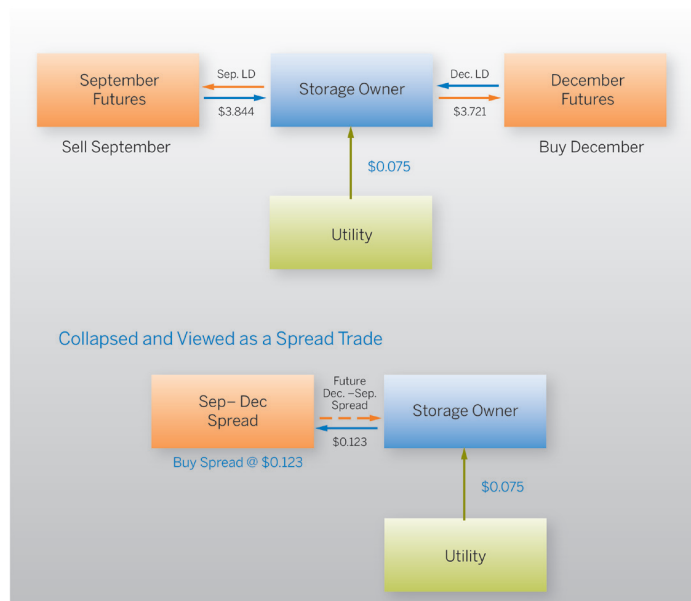 September
Futures
Sep. LD
$3.844
Storage Owner
Dec. LD
$3.721
December
Futures
Sell September
Buy December
$0.075
Utility
Collapsed and Viewed as a Spread Trade
Sep– Dec
Spread
Future
Dec. –Sep.
Spread
$0.123
Storage Owner
Buy Spread @ $0.123
$0.075
Utility